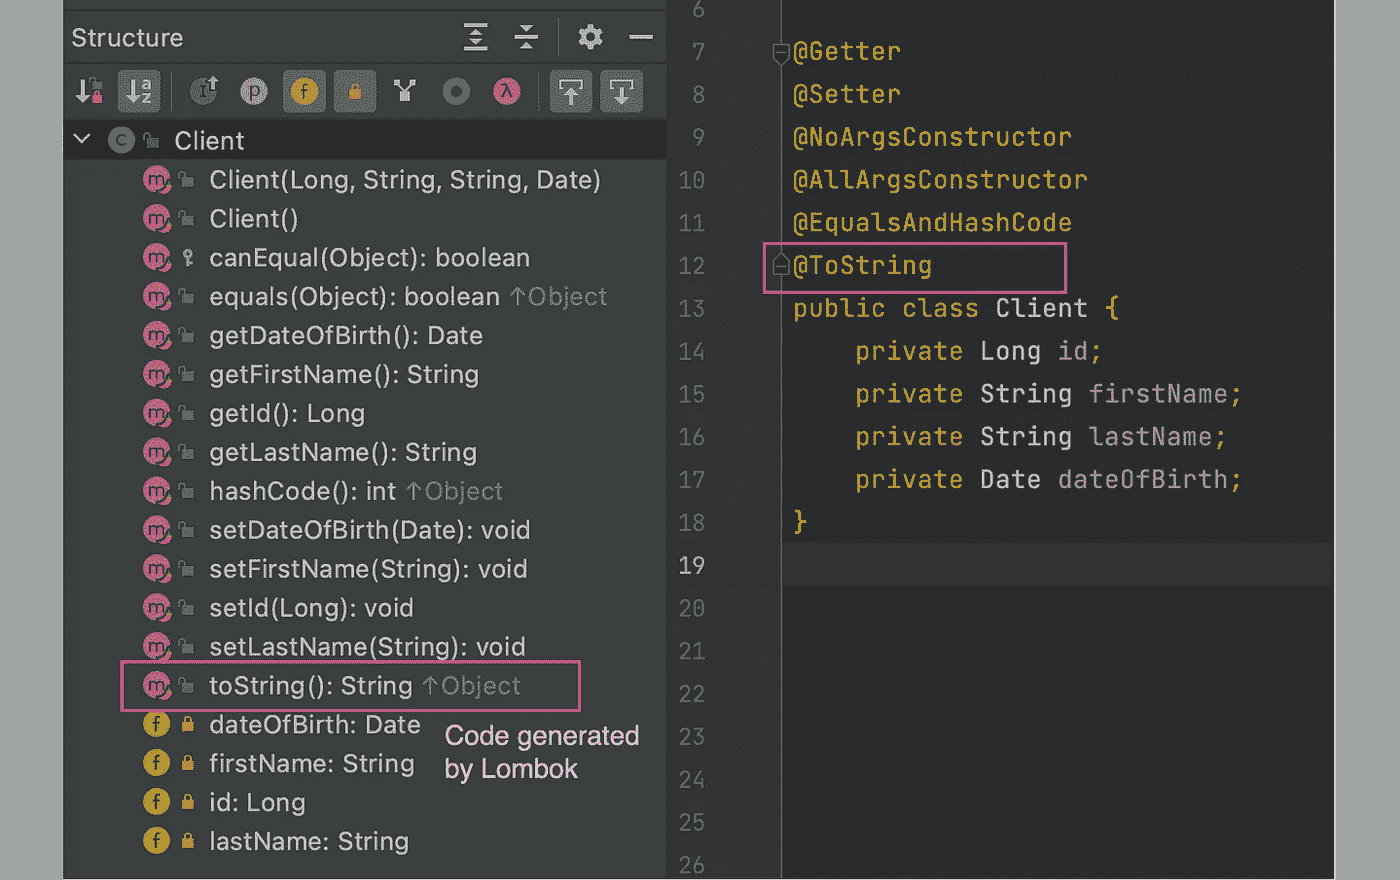 Structure
Client
Client(Long, String, String, Date)
Client()
canEqual(Object): boolean
equals(Object): boolean ↑Object
getDateOfBirth(): Date
getFirstName(): String
getId(): Long
getLastName(): String
hashCode(): int ↑Object
setDateOfBirth(Date): void
setFirstName(String): void
setId(Long): void
setLastName(String): void
toString(): String ↑Object
dateOfBirth: Date
firstName: String
id: Long
lastName: String
Code generated
by Lombok
6
7 @Getter
8 @Setter
9 @NoArgsConstructor
10 @AllArgsConstructor
11 @EqualsAndHashCode
12 @ToString
13 public class Client {
14 private Long id;
15 private String firstName;
16 private String lastName;
17 private Date dateOfBirth;
18 }
19
20
21
22
23
24
25
26